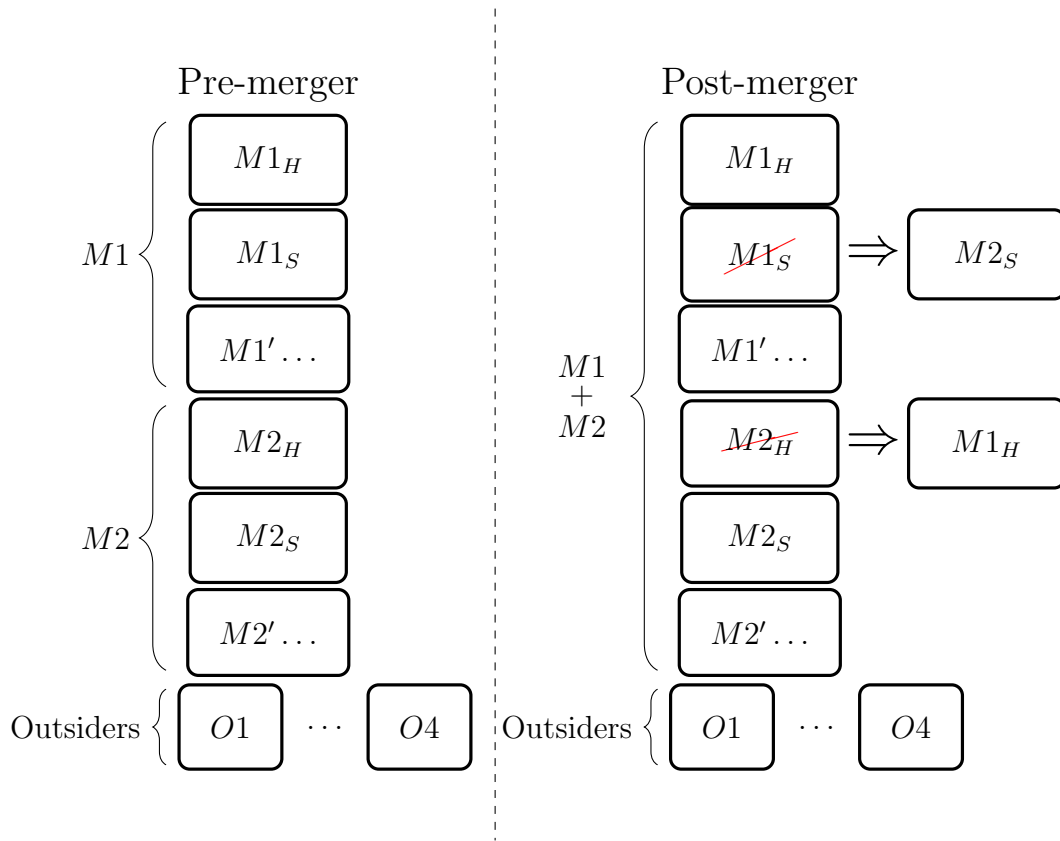 Pre-merger
M1
M1_H
M1_S
M1′ …
M2
M2_H
M2_S
M2′ …
Outsiders
O1 … O4
Post-merger
M1
+
M2
M1_H
M1_S ⇒ M2_S
M1′ …
M2_H ⇒ M1_H
M2_S
M2′ …
Outsiders
O1 … O4